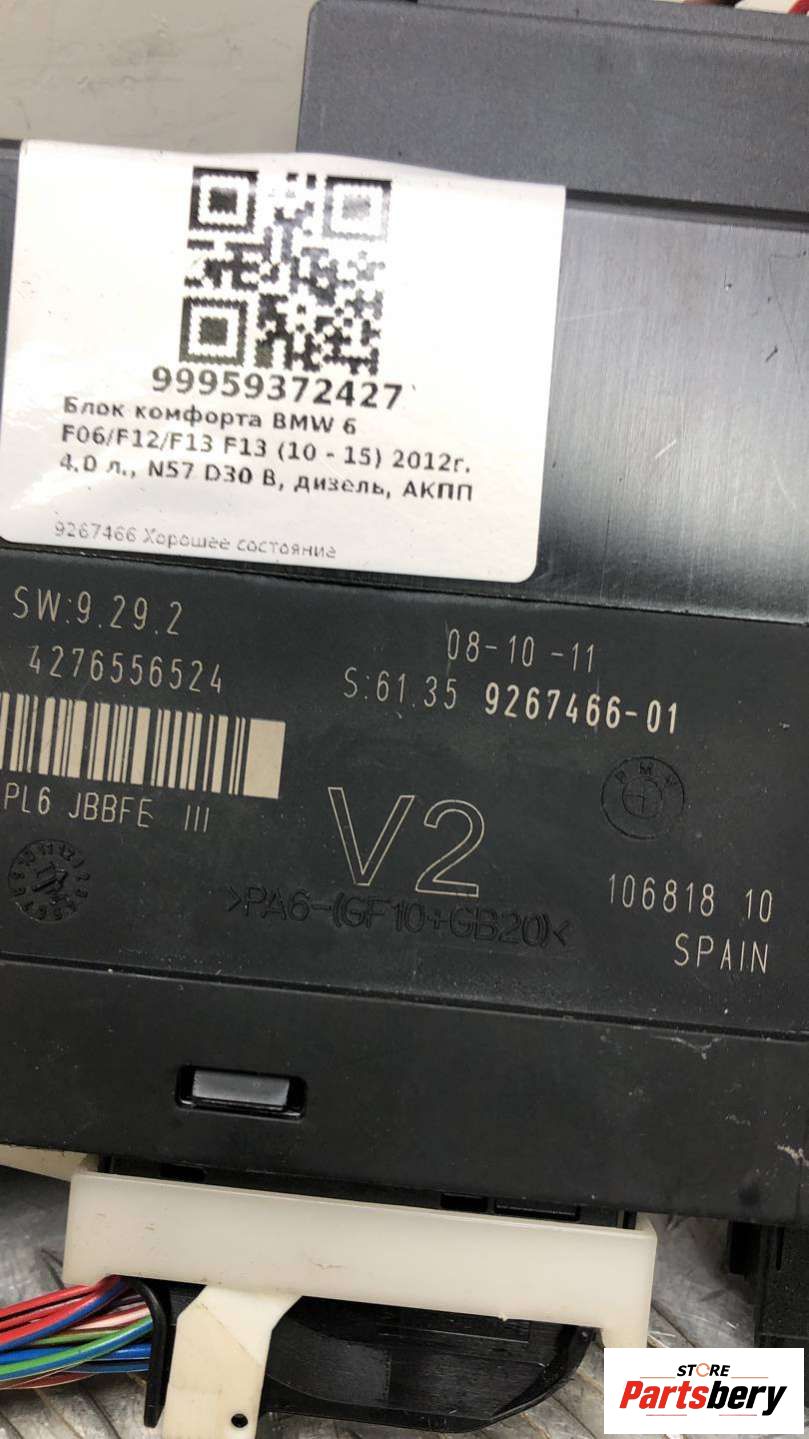 99959372427
Блок комфорта BMW 6
F06/F12/F13 F13 (10 - 15) 2012г.
4.0 л., N57 D30 B, дизель, АКПП
9267466 Хорошее состояние
SW:9.29.2
08-10 -11
4276556524
S:61.35 9267466-01
BMW
PL6 JBBFE III
V2
>PA6-(GF10+GB20)<
106818 10
SPAIN
STORE
Partsbery